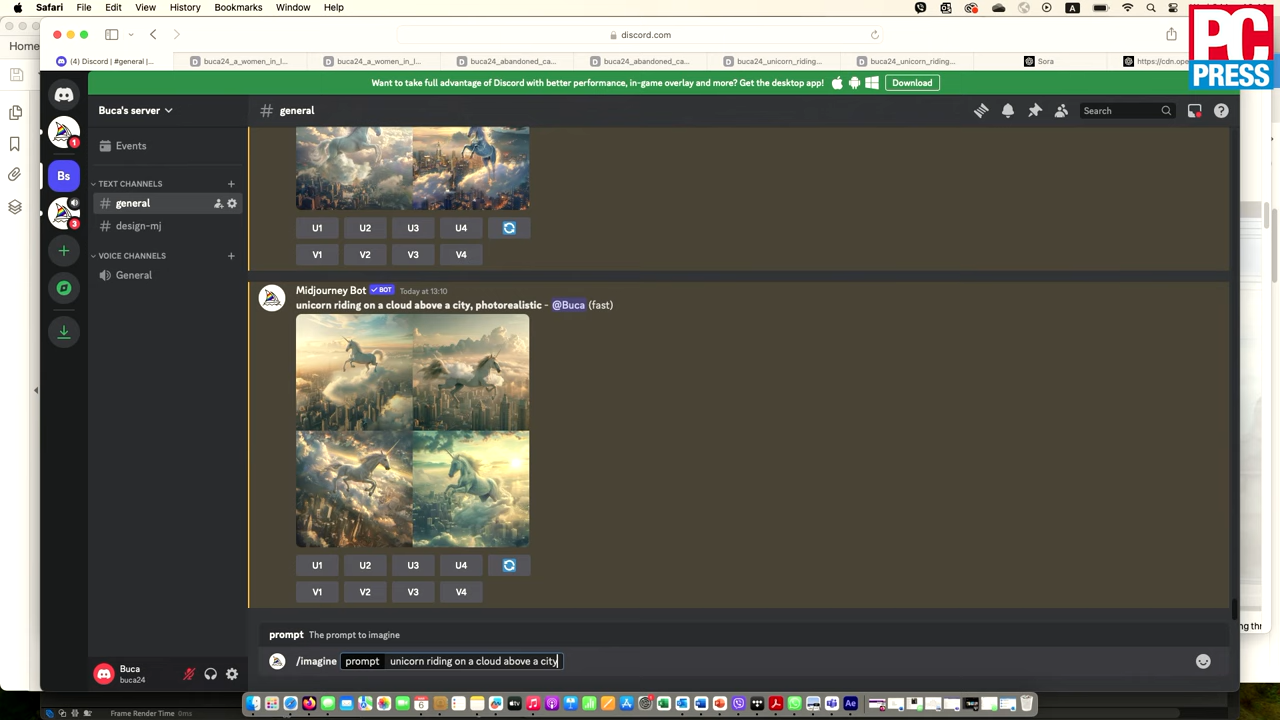 Safari File Edit View History Bookmarks Window Help
Home
discord.com
(4) Discord | #general |...
buca24_a_women_in_l...
buca24_a_women_in_l...
buca24_abandoned_ca...
buca24_abandoned_ca...
buca24_unicorn_riding...
buca24_unicorn_riding...
Sora
https://cdn.ope
PC
PRESS
Want to take full advantage of Discord with better performance, in-game overlay and more? Get the desktop app!
Download
Buca's server
# general
Search
Events
TEXT CHANNELS
general
design-mj
VOICE CHANNELS
General
Bs
1
3
U1 U2 U3 U4
V1 V2 V3 V4
Midjourney Bot BOT Today at 13:10
unicorn riding on a cloud above a city, photorealistic - @Buca (fast)
U1 U2 U3 U4
V1 V2 V3 V4
prompt The prompt to imagine
/imagine prompt unicorn riding on a cloud above a city
Buca
buca24
Frame Render Time 0ms